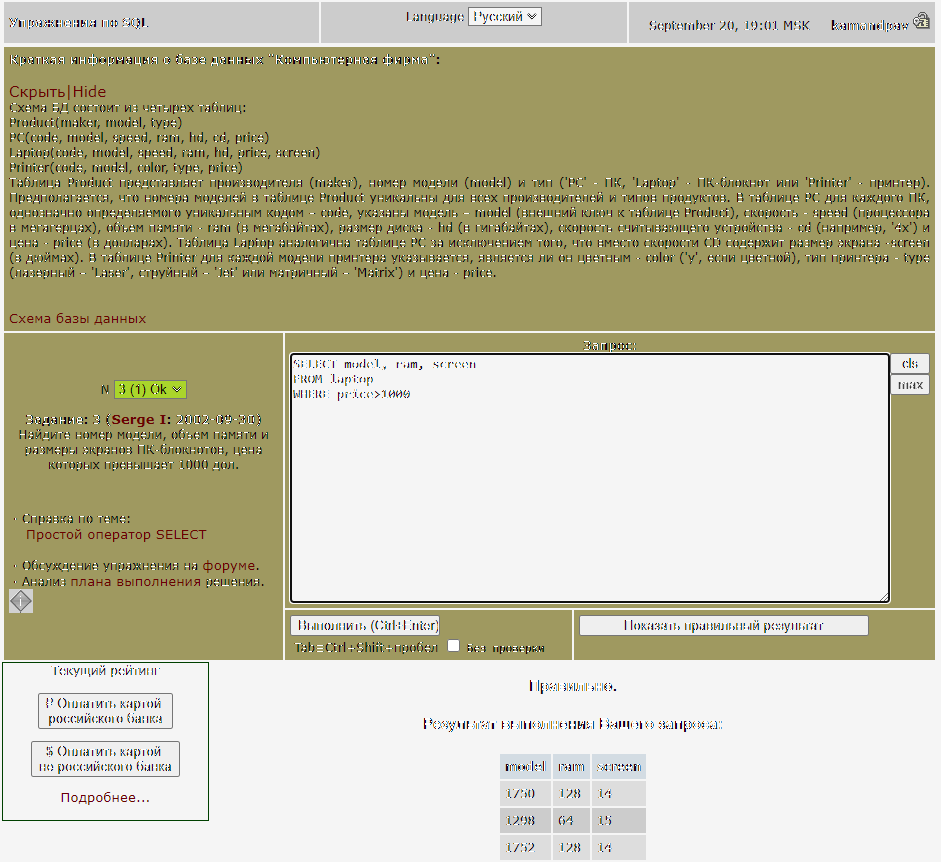 Упражнения по SQL
Language Русский
September 20, 19:01 MSK
kamandpav
Краткая информация о базе данных "Компьютерная фирма":
Скрыть|Hide
Схема БД состоит из четырех таблиц:
Product(maker, model, type)
PC(code, model, speed, ram, hd, cd, price)
Laptop(code, model, speed, ram, hd, price, screen)
Printer(code, model, color, type, price)
Таблица Product представляет производителя (maker), номер модели (model) и тип ('PC' - ПК, 'Laptop' - ПК-блокнот или 'Printer' - принтер).
Предполагается, что номера моделей в таблице Product уникальны для всех производителей и типов продуктов. В таблице PC для каждого ПК,
однозначно определяемого уникальным кодом – code, указаны модель – model (внешний ключ к таблице Product), скорость - speed (процессора
в мегагерцах), объем памяти - ram (в мегабайтах), размер диска - hd (в гигабайтах), скорость считывающего устройства - cd (например, '4x') и
цена - price (в долларах). Таблица Laptop аналогична таблице РС за исключением того, что вместо скорости CD содержит размер экрана -screen
(в дюймах). В таблице Printer для каждой модели принтера указывается, является ли он цветным - color ('y', если цветной), тип принтера - type
(лазерный – 'Laser', струйный – 'Jet' или матричный – 'Matrix') и цена - price.
Схема базы данных
Запрос:
SELECT model, ram, screen
FROM laptop
WHERE price>1000
cls
max
N 3 (1) Ok
Задание: 3 (Serge I: 2002-09-30)
Найдите номер модели, объем памяти и
размеры экранов ПК-блокнотов, цена
которых превышает 1000 дол.
· Справка по теме:
Простой оператор SELECT
· Обсуждение упражнения на форуме.
· Анализ плана выполнения решения.
Выполнить (Ctrl+Enter)
Tab=Ctrl+Shift+пробел
Без проверки
Показать правильный результат
Текущий рейтинг
₽ Оплатить картой
российского банка
$ Оплатить картой
не российского банка
Подробнее...
Правильно.
Результат выполнения Вашего запроса:
model ram screen
1750 128 14
1298 64 15
1752 128 14